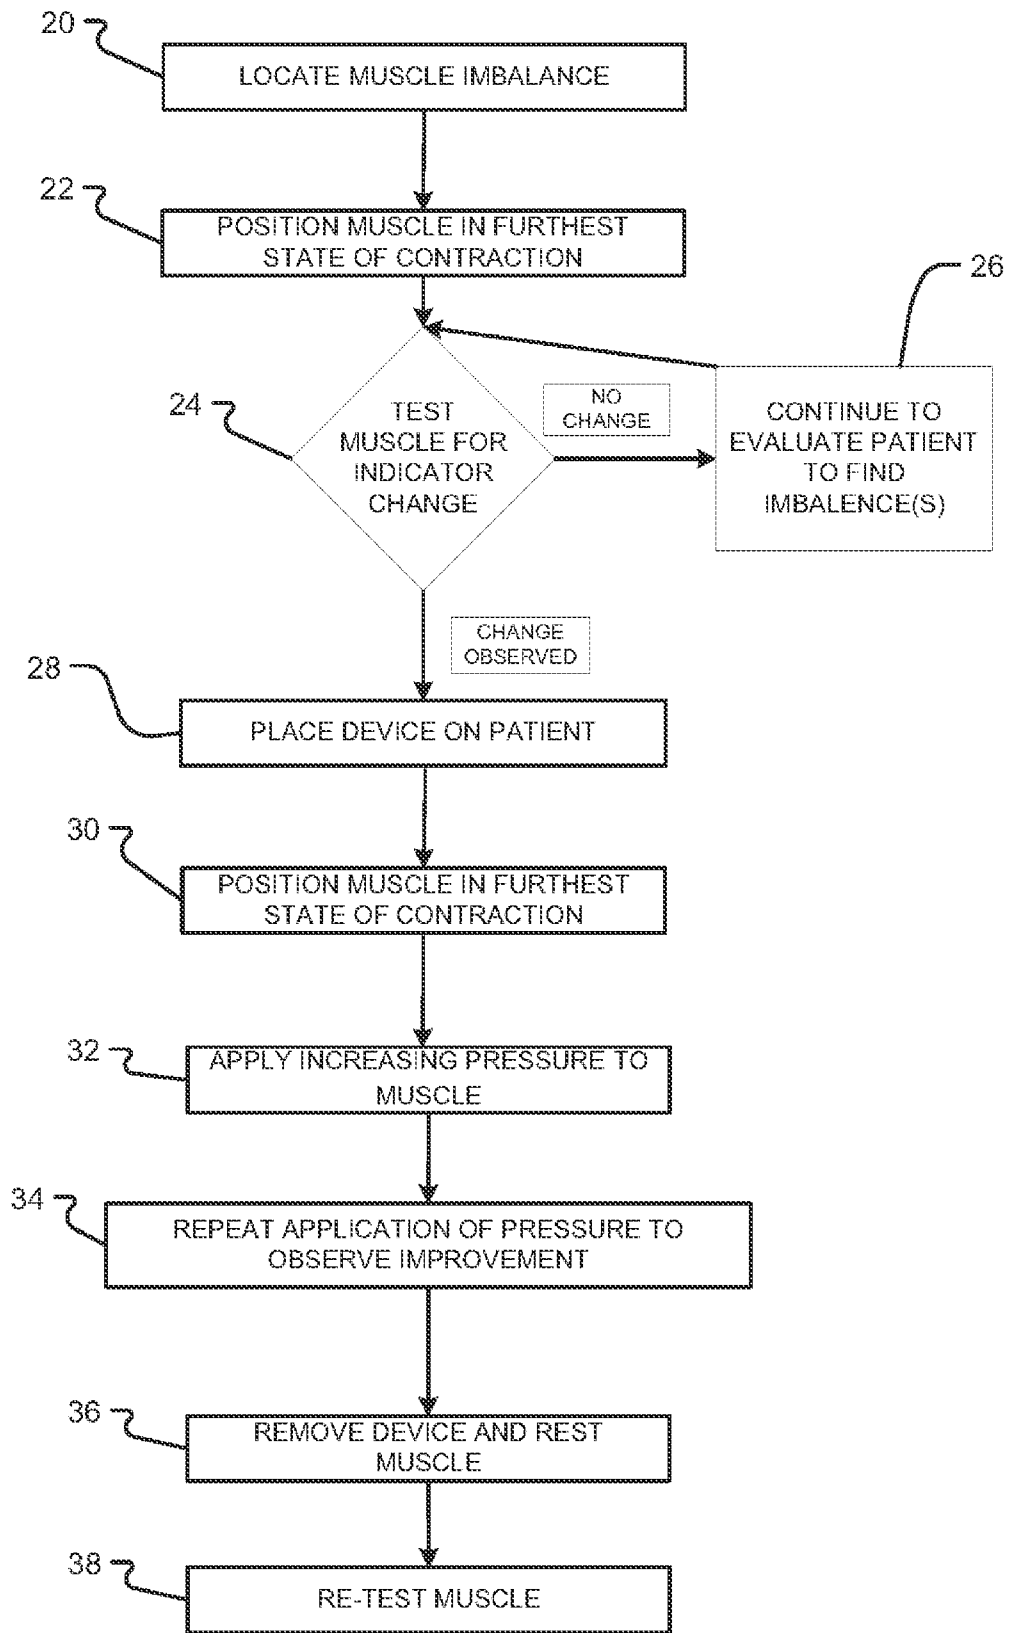 20
LOCATE MUSCLE IMBALANCE
22
POSITION MUSCLE IN FURTHEST
STATE OF CONTRACTION
26
24
TEST
MUSCLE FOR
INDICATOR
CHANGE
NO
CHANGE
CONTINUE TO
EVALUATE PATIENT
TO FIND
IMBALENCE(S)
CHANGE
OBSERVED
28
PLACE DEVICE ON PATIENT
30
POSITION MUSCLE IN FURTHEST
STATE OF CONTRACTION
32
APPLY INCREASING PRESSURE TO
MUSCLE
34
REPEAT APPLICATION OF PRESSURE TO
OBSERVE IMPROVEMENT
36
REMOVE DEVICE AND REST
MUSCLE
38
RE-TEST MUSCLE